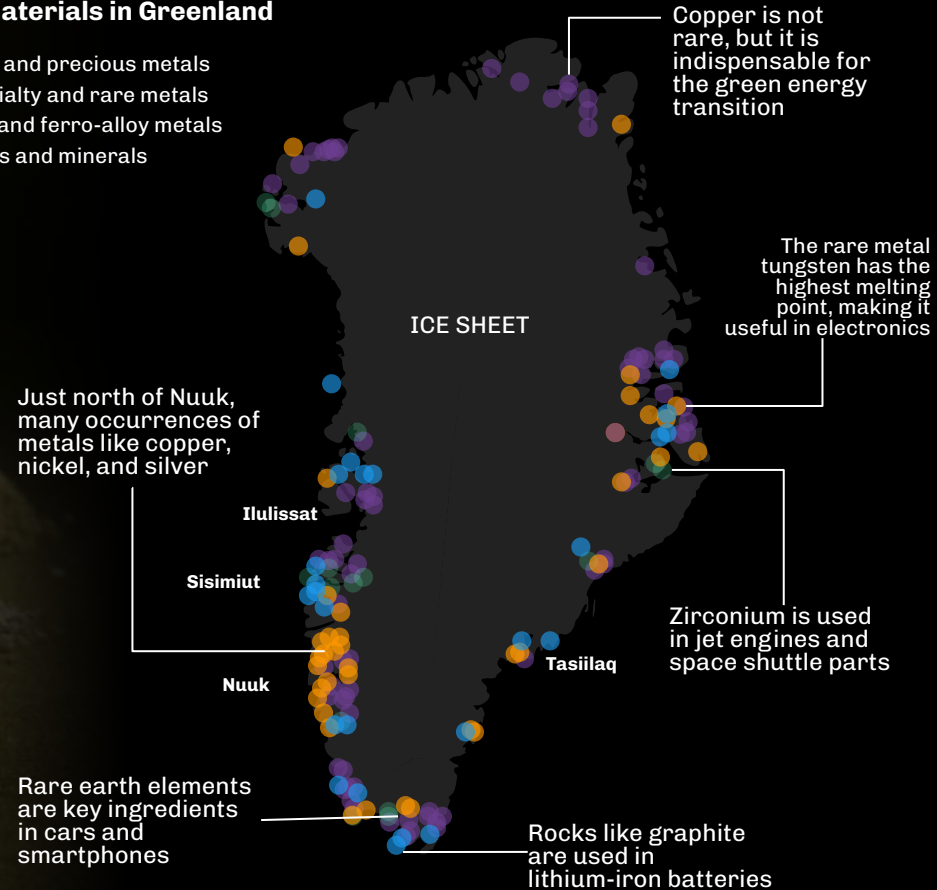 aterials in Greenland
and precious metals
ialty and rare metals
and ferro-alloy metals
s and minerals
Copper is not
rare, but it is
indispensable for
the green energy
transition
The rare metal
tungsten has the
highest melting
point, making it
useful in electronics
ICE SHEET
Just north of Nuuk,
many occurrences of
metals like copper,
nickel, and silver
Ilulissat
Sisimiut
Zirconium is used
in jet engines and
space shuttle parts
Tasiilaq
Nuuk
Rare earth elements
are key ingredients
in cars and
smartphones
Rocks like graphite
are used in
lithium-iron batteries